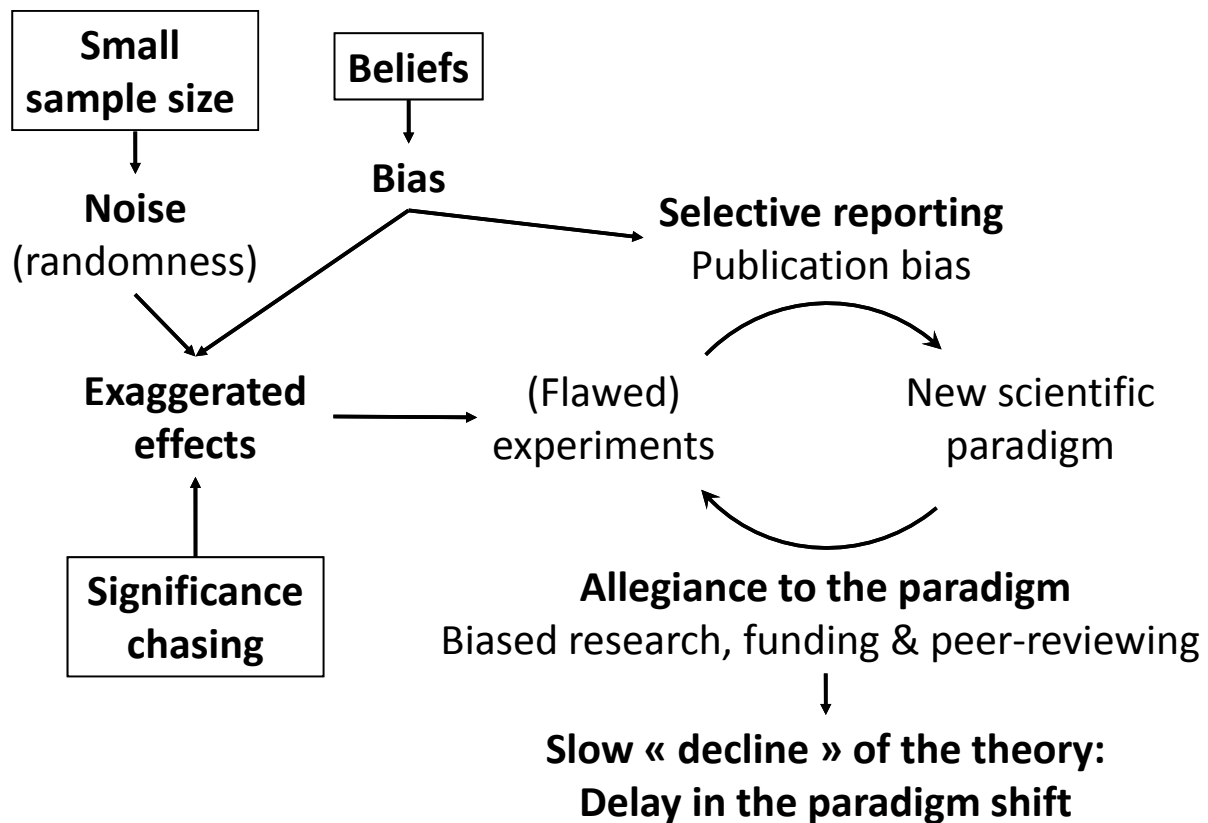 Small
sample size
Beliefs
Noise
(randomness)
Bias
Selective reporting
Publication bias
Exaggerated
effects
(Flawed)
experiments
New scientific
paradigm
Significance
chasing
Allegiance to the paradigm
Biased research, funding & peer-reviewing
Slow « decline » of the theory:
Delay in the paradigm shift